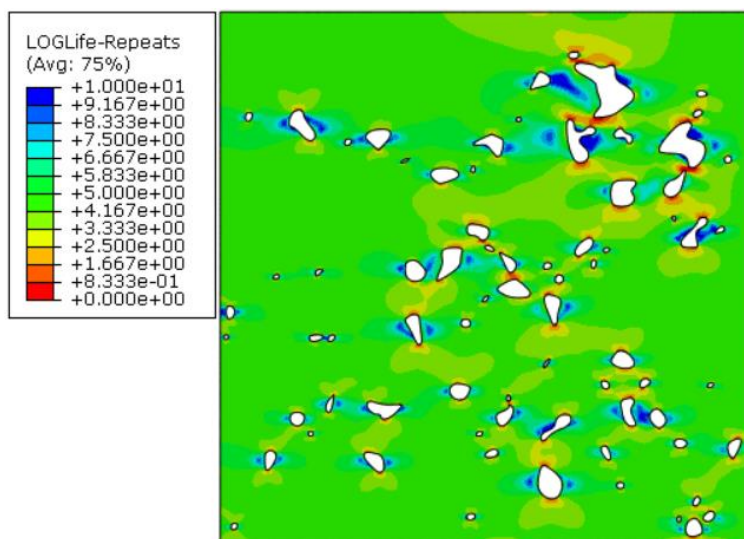 LOGLife-Repeats
(Avg: 75%)
+1.000e+01
+9.167e+00
+8.333e+00
+7.500e+00
+6.667e+00
+5.833e+00
+5.000e+00
+4.167e+00
+3.333e+00
+2.500e+00
+1.667e+00
+8.333e-01
+0.000e+00